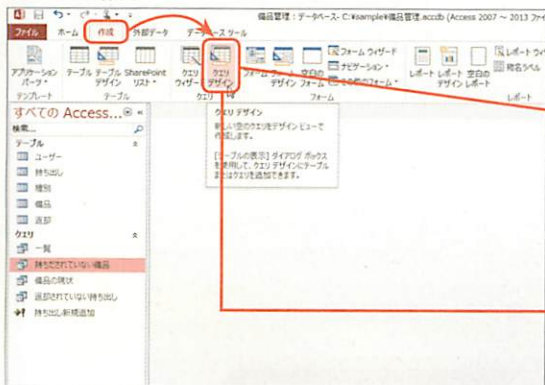 備品管理：データベース- C:¥sample¥備品管理.accdb (Access 2007 ～ 2013 ファイ
ファイル ホーム 作成 外部データ データベース ツール
アプリケーション パーツ▾
テーブル テーブル デザイン SharePoint リスト▾
クエリ ウィザード クエリ デザイン
フォーム フォーム デザイン 空白の フォーム
フォーム ウィザード
ナビゲーション▾
その他のフォーム▾
レポート レポート デザイン 空白の レポート
レポート ウィ
宛名ラベル
テンプレート テーブル クエリ フォーム レポート
すべての Access...
検索...
テーブル
ユーザー
持ち出し
種別
備品
返却
クエリ
一覧
持ちだされていない備品
備品の現状
返却されていない持ち出し
持ち出し新規追加
クエリ デザイン
新しい空のクエリをデザイン ビューで
作成します。
[テーブルの表示] ダイアログ ボックス
を使用して、クエリ デザインにテーブル
またはクエリを追加できます。